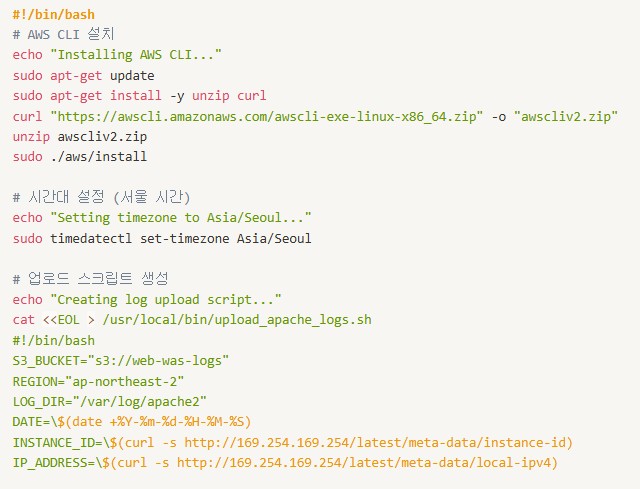 #!/bin/bash
# AWS CLI 설치
echo "Installing AWS CLI..."
sudo apt-get update
sudo apt-get install -y unzip curl
curl "https://awscli.amazonaws.com/awscli-exe-linux-x86_64.zip" -o "awscliv2.zip"
unzip awscliv2.zip
sudo ./aws/install
# 시간대 설정 (서울 시간)
echo "Setting timezone to Asia/Seoul..."
sudo timedatectl set-timezone Asia/Seoul
# 업로드 스크립트 생성
echo "Creating log upload script..."
cat <<EOL > /usr/local/bin/upload_apache_logs.sh
#!/bin/bash
S3_BUCKET="s3://web-was-logs"
REGION="ap-northeast-2"
LOG_DIR="/var/log/apache2"
DATE=\$(date +%Y-%m-%d-%H-%M-%S)
INSTANCE_ID=\$(curl -s http://169.254.169.254/latest/meta-data/instance-id)
IP_ADDRESS=\$(curl -s http://169.254.169.254/latest/meta-data/local-ipv4)